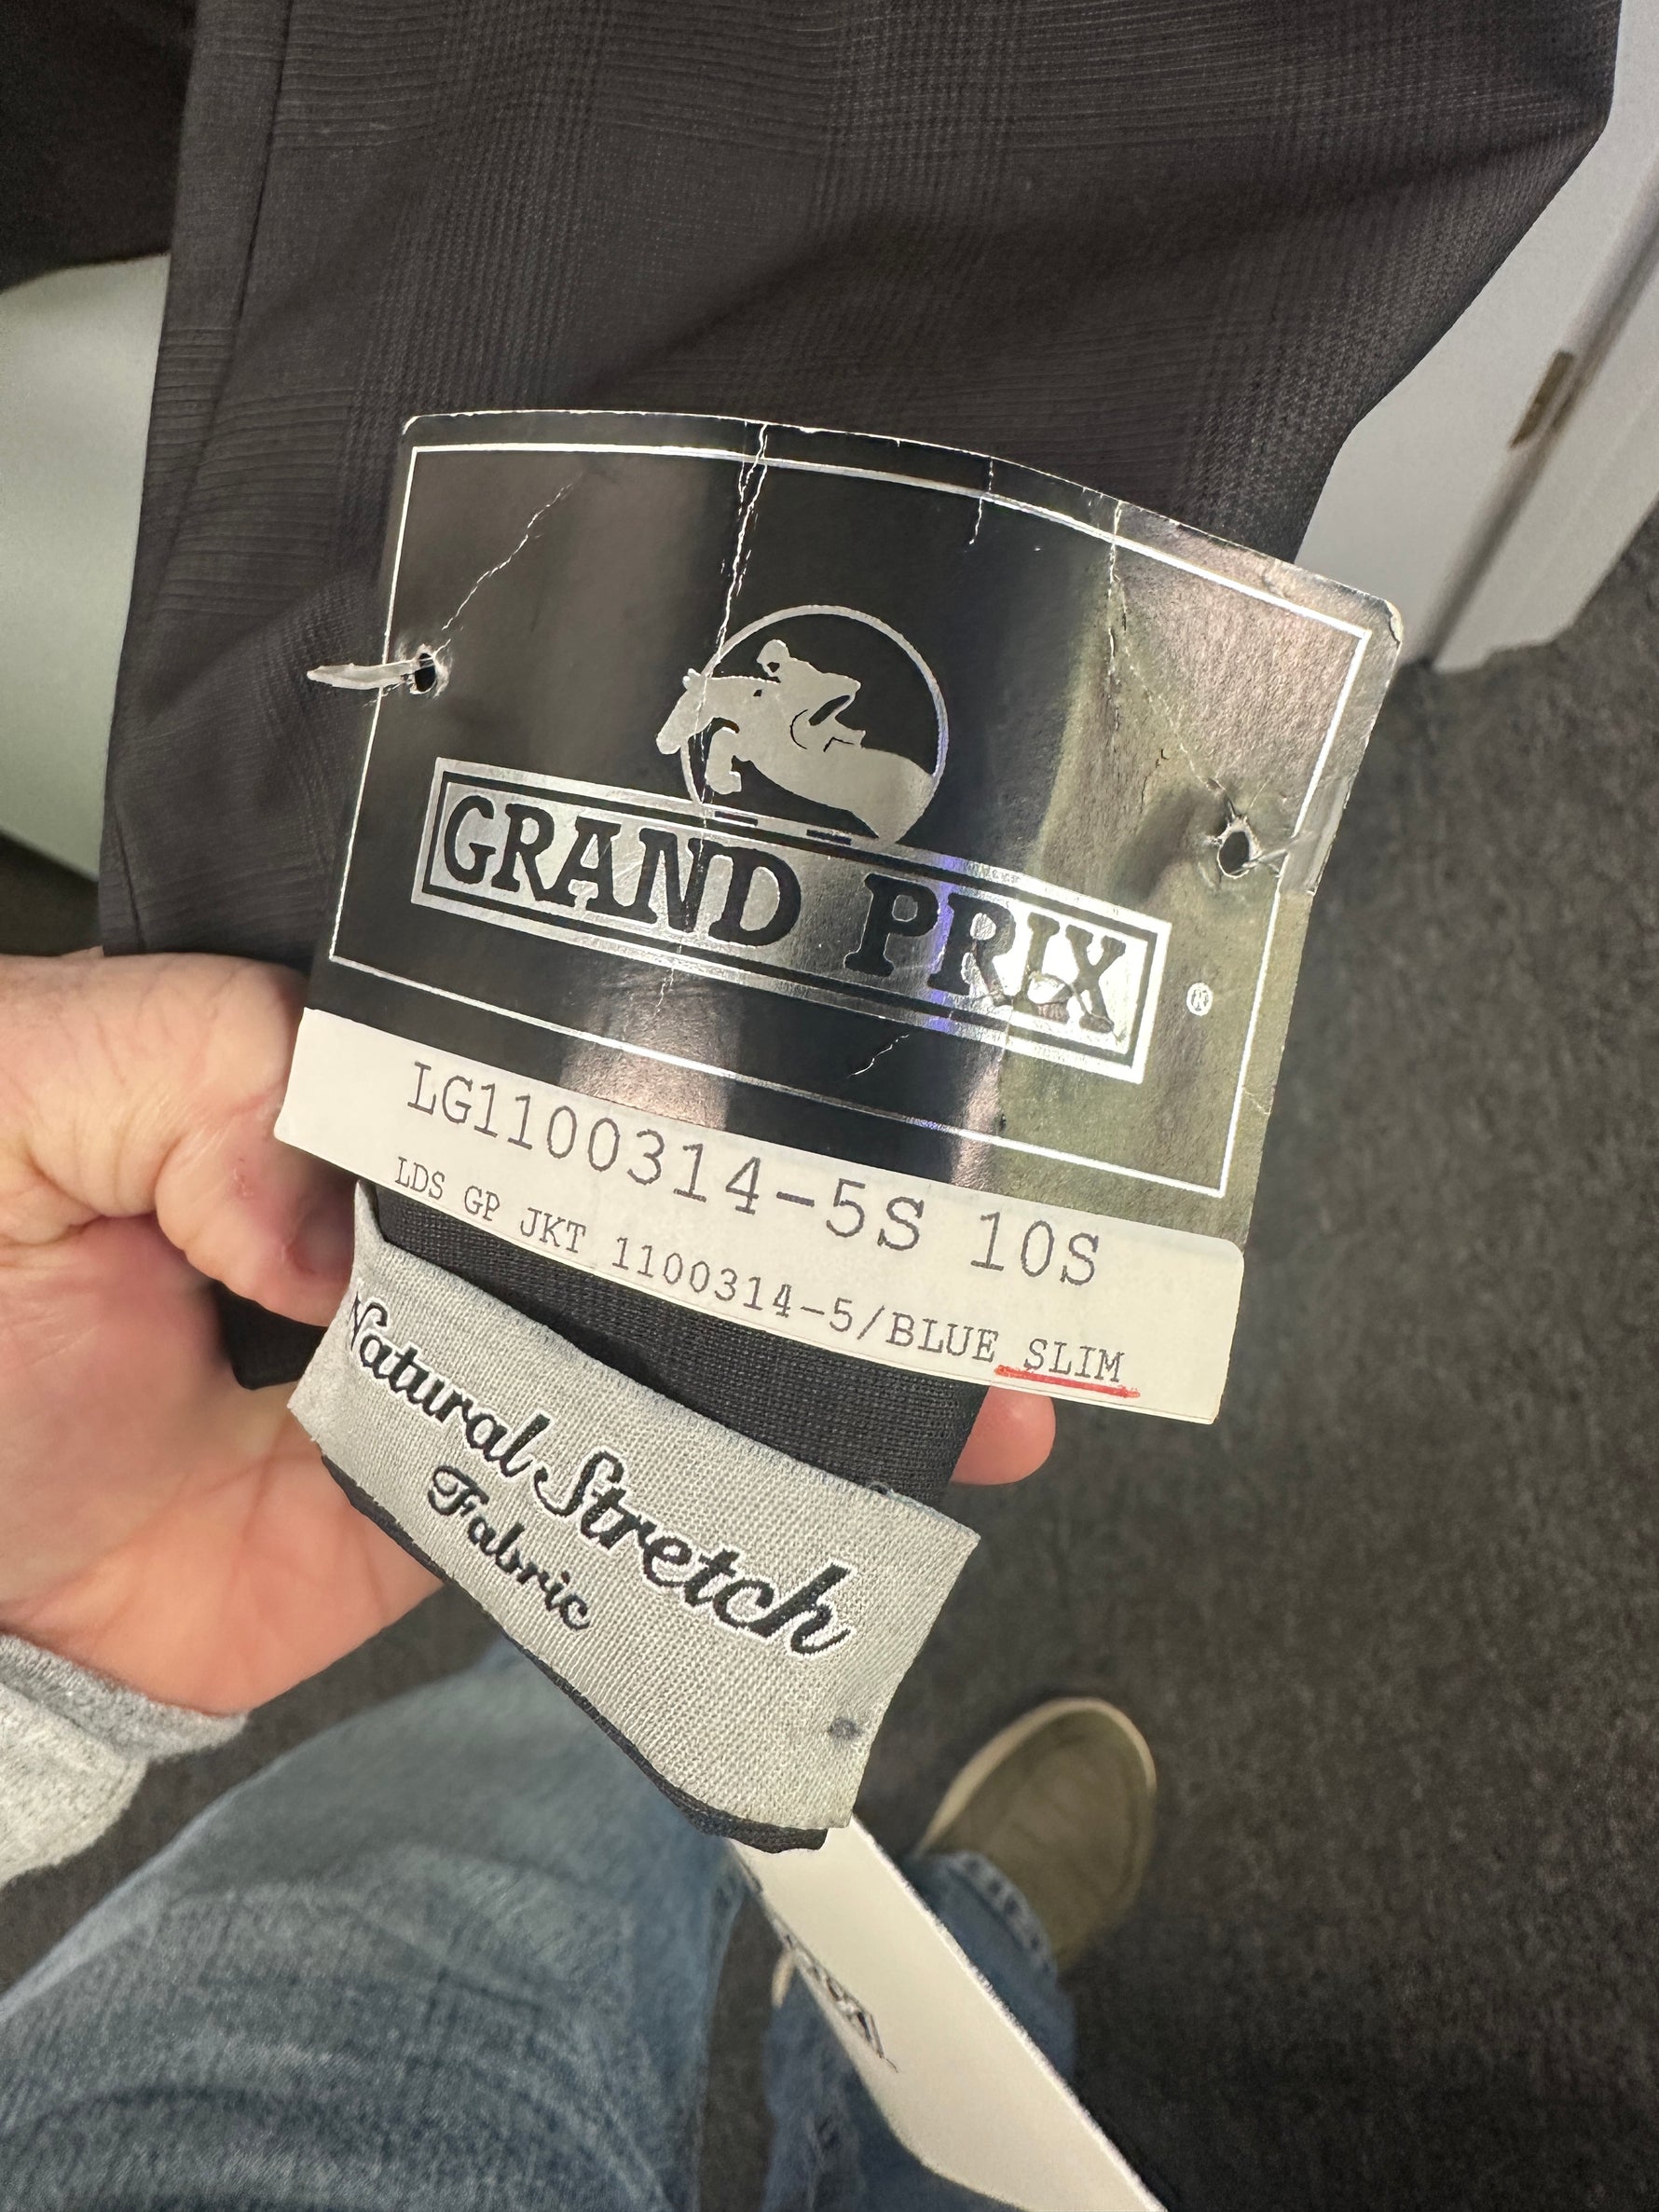 GRAND PRIX ®
LG1100314-5S 10S
LDS GP JKT 1100314-5/BLUE SLIM
Natural Stretch
Fabric